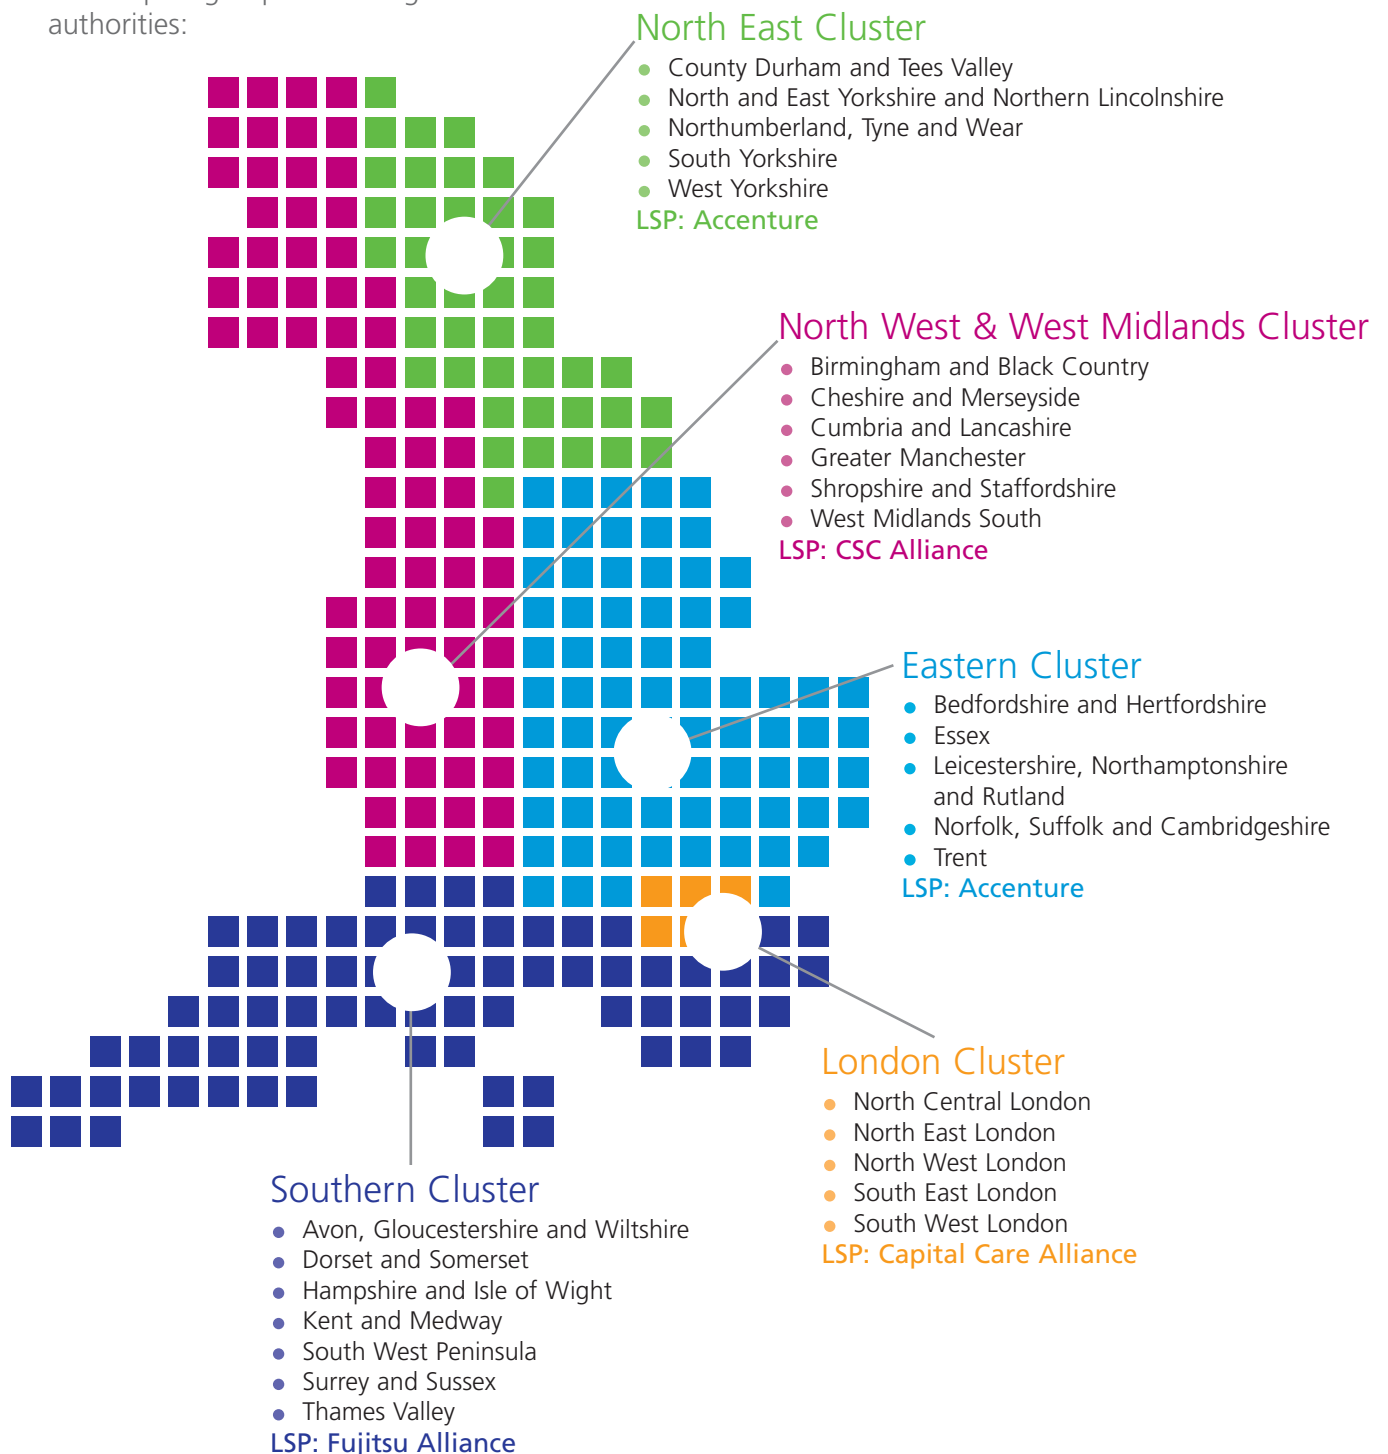 authorities:
North East Cluster
County Durham and Tees Valley
North and East Yorkshire and Northern Lincolnshire
Northumberland, Tyne and Wear
South Yorkshire
West Yorkshire
LSP: Accenture
North West & West Midlands Cluster
Birmingham and Black Country
Cheshire and Merseyside
Cumbria and Lancashire
Greater Manchester
Shropshire and Staffordshire
West Midlands South
LSP: CSC Alliance
Eastern Cluster
Bedfordshire and Hertfordshire
Essex
Leicestershire, Northamptonshire
and Rutland
Norfolk, Suffolk and Cambridgeshire
Trent
LSP: Accenture
London Cluster
North Central London
North East London
North West London
South East London
South West London
LSP: Capital Care Alliance
Southern Cluster
Avon, Gloucestershire and Wiltshire
Dorset and Somerset
Hampshire and Isle of Wight
Kent and Medway
South West Peninsula
Surrey and Sussex
Thames Valley
LSP: Fujitsu Alliance